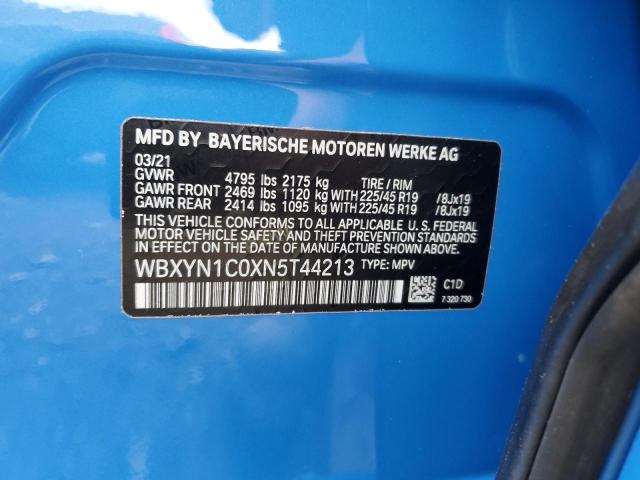 MFD BY BAYERISCHE MOTOREN WERKE AG
03/21
GVWR 4795 lbs 2175 kg TIRE / RIM
GAWR FRONT 2469 lbs 1120 kg WITH 225/45 R19 /8Jx19
GAWR REAR 2414 lbs 1095 kg WITH 225/45 R19 /8Jx19
THIS VEHICLE CONFORMS TO ALL APPLICABLE U.S. FEDERAL
MOTOR VEHICLE SAFETY AND THEFT PREVENTION STANDARDS
IN EFFECT ON THE DATE OF MANUFACTURE SHOWN ABOVE.
WBXYN1C0XN5T44213 TYPE: MPV
C1D
7 320 730